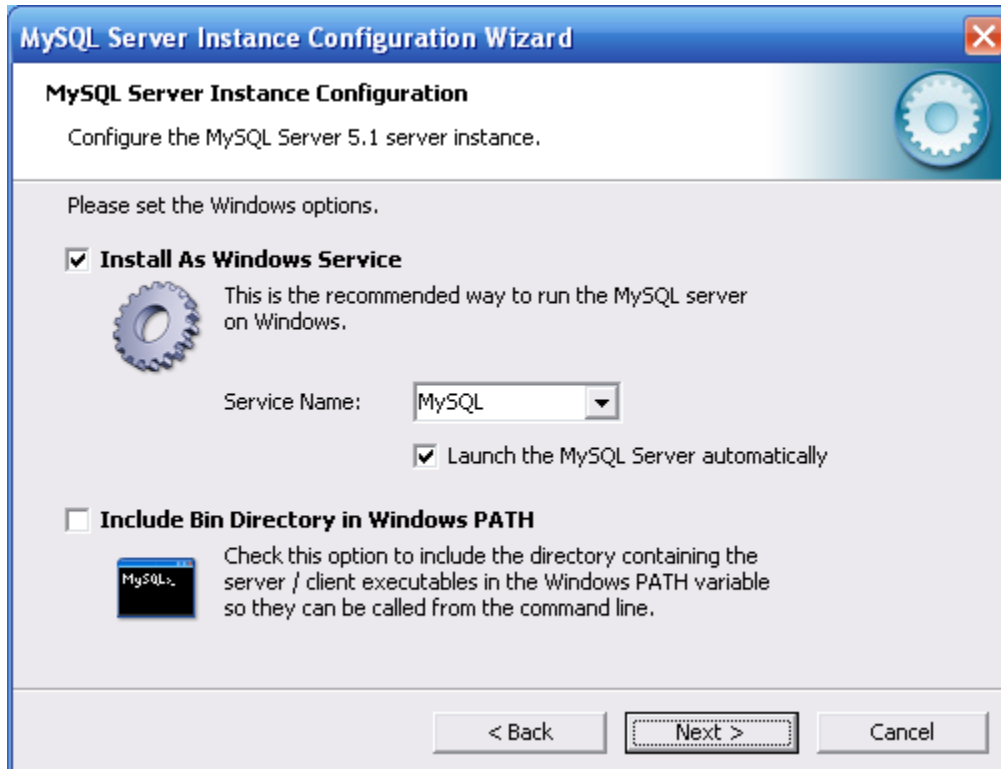 MySQL Server Instance Configuration Wizard
MySQL Server Instance Configuration
Configure the MySQL Server 5.1 server instance.
Please set the Windows options.
Install As Windows Service
This is the recommended way to run the MySQL server
on Windows.
Service Name: MySQL
Launch the MySQL Server automatically
Include Bin Directory in Windows PATH
MySQL>_
Check this option to include the directory containing the
server / client executables in the Windows PATH variable
so they can be called from the command line.
< Back Next > Cancel